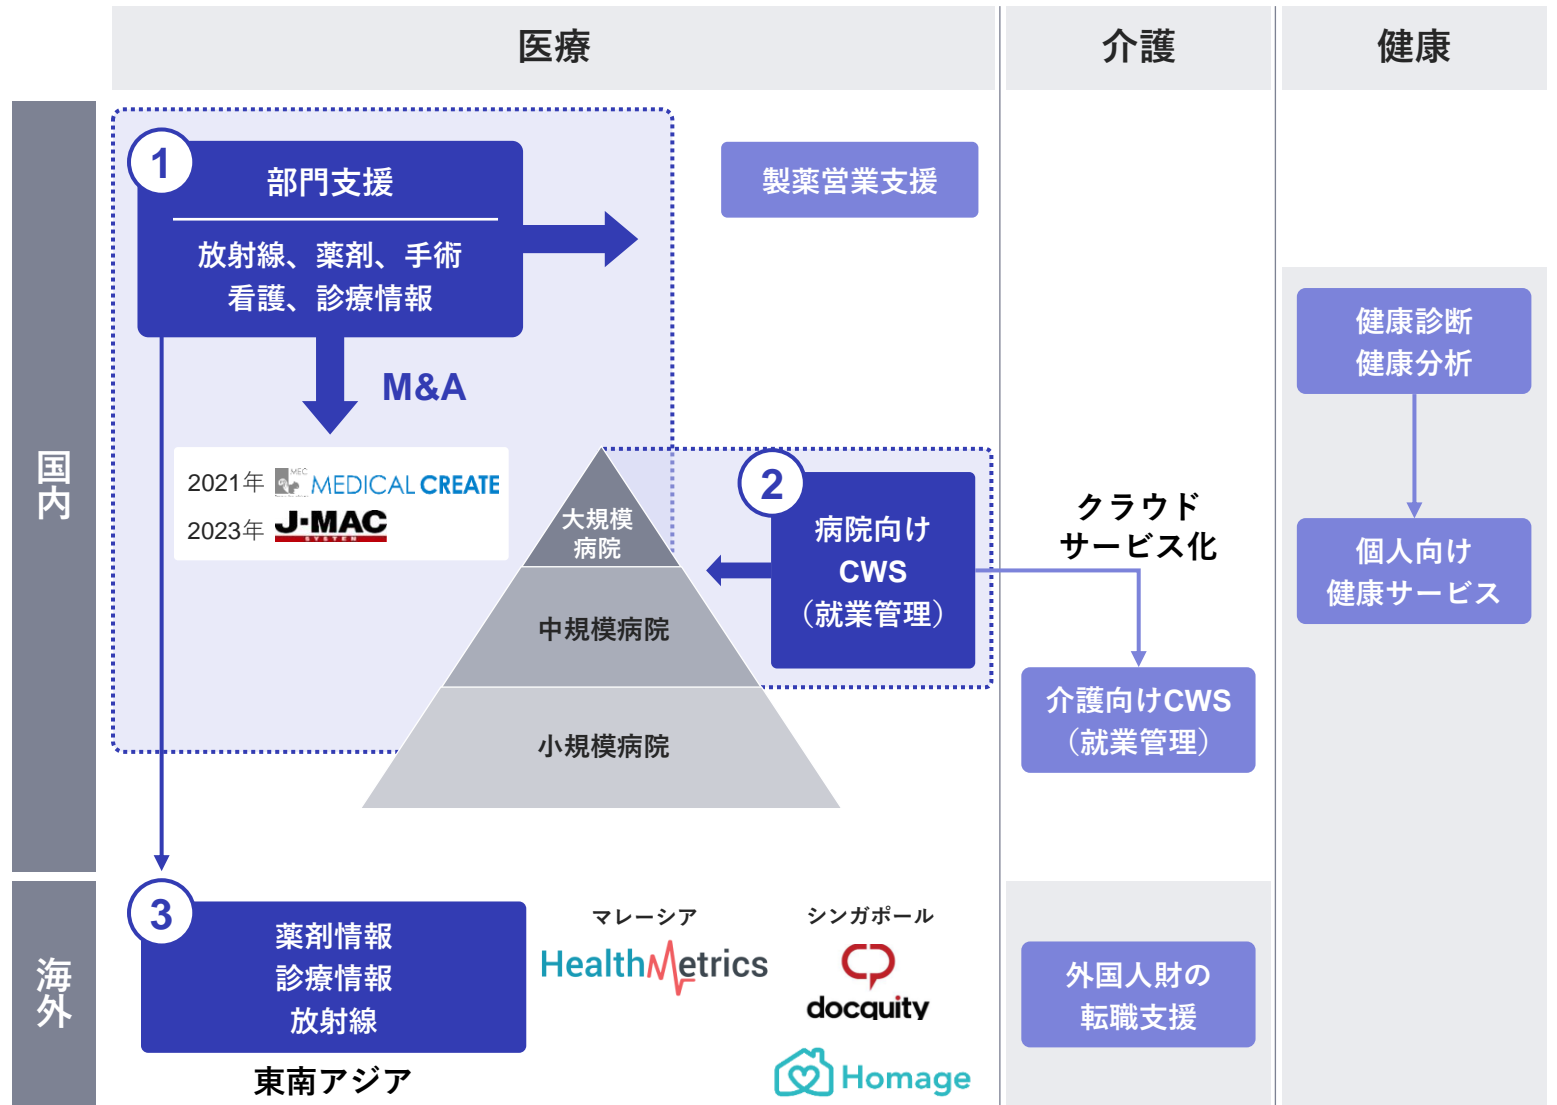 医療
介護
健康
国内
1
部門支援
放射線、薬剤、手術
看護、診療情報
製薬営業支援
健康診断
健康分析
M&A
2021年 MEC MEDICAL CREATE
2023年 J-MAC
SYSTEM
大規模
病院
中規模病院
小規模病院
2
病院向け
CWS
（就業管理）
クラウド
サービス化
個人向け
健康サービス
介護向けCWS
（就業管理）
海外
3
薬剤情報
診療情報
放射線
東南アジア
マレーシア
HealthMetrics
シンガポール
docquity
Homage
外国人財の
転職支援